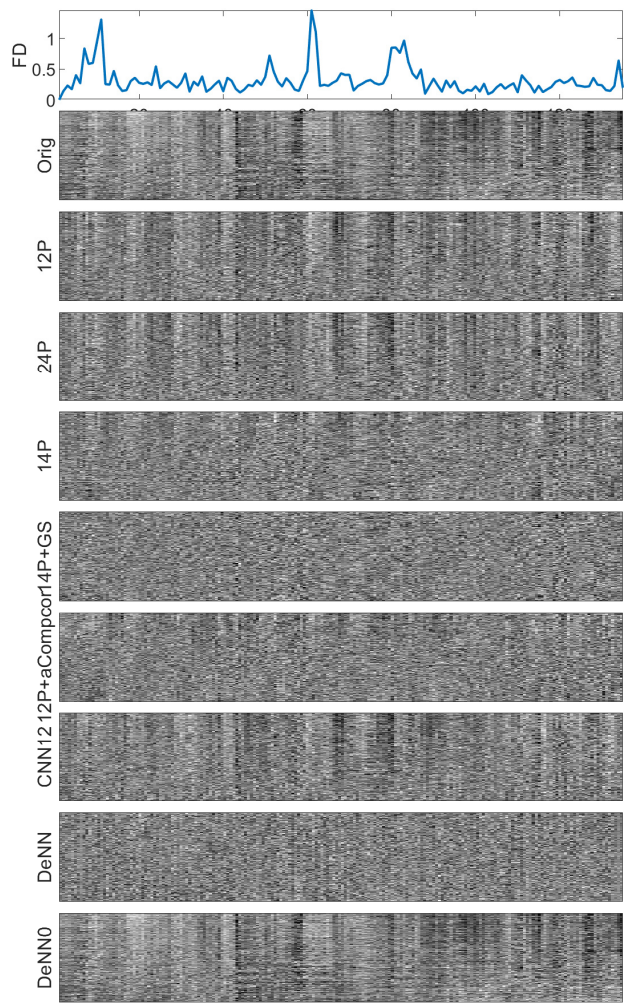 FD
1
0.5
0
Orig
12P
24P
14P
14P+GS
12P+aCompcor
CNN12
DeNN
DeNN0